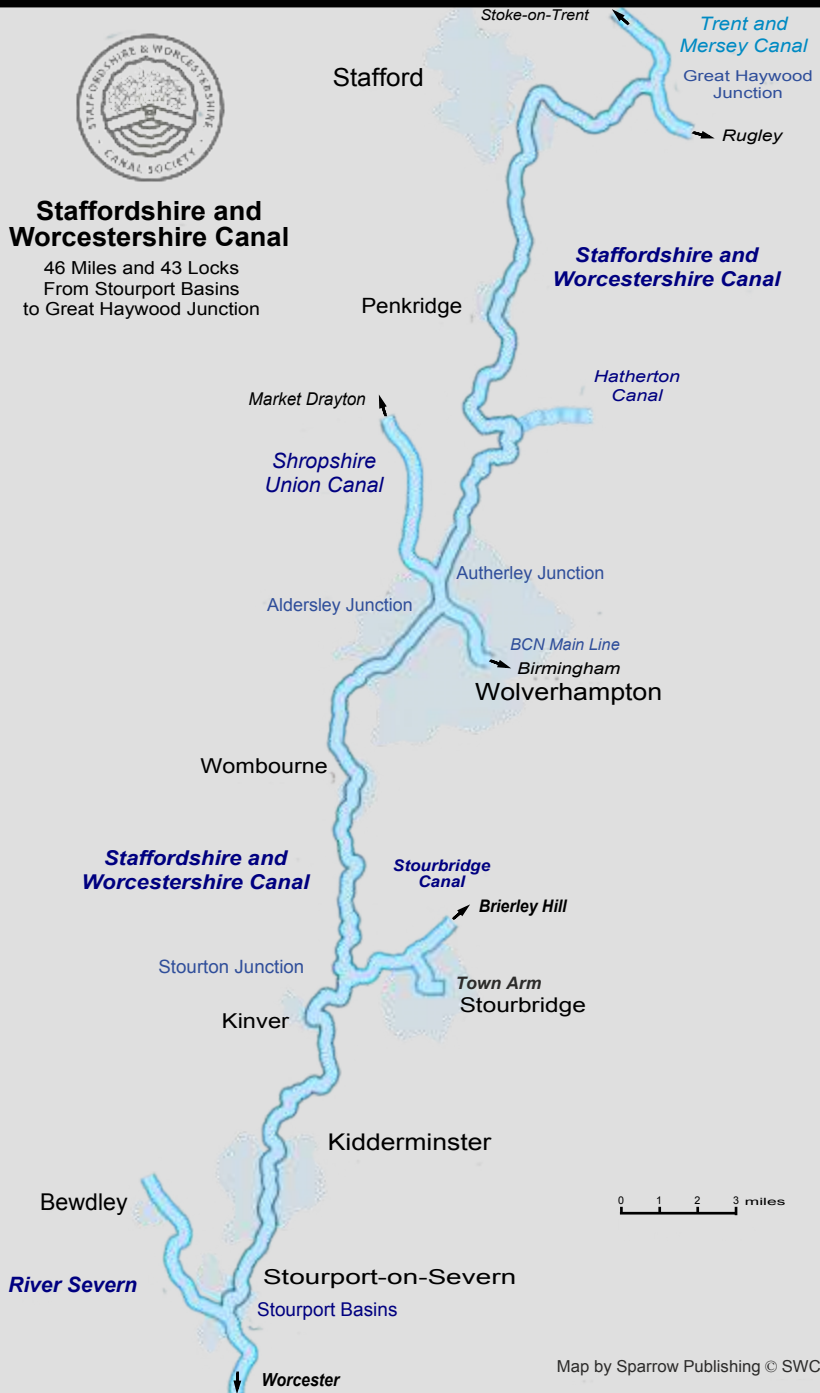 Stoke-on-Trent
Trent and
Mersey Canal
Great Haywood
Junction
Stafford
Rugley
STAFFORDSHIRE & WORCESTERSHIRE
· CANAL SOCIETY ·
Staffordshire and
Worcestershire Canal
46 Miles and 43 Locks
From Stourport Basins
to Great Haywood Junction
Staffordshire and
Worcestershire Canal
Penkridge
Hatherton
Canal
Market Drayton
Shropshire
Union Canal
Autherley Junction
Aldersley Junction
BCN Main Line
Birmingham
Wolverhampton
Wombourne
Staffordshire and
Worcestershire Canal
Stourbridge
Canal
Brierley Hill
Stourton Junction
Town Arm
Stourbridge
Kinver
Kidderminster
Bewdley
0 1 2 3 miles
River Severn
Stourport-on-Severn
Stourport Basins
Worcester
Map by Sparrow Publishing © SWC